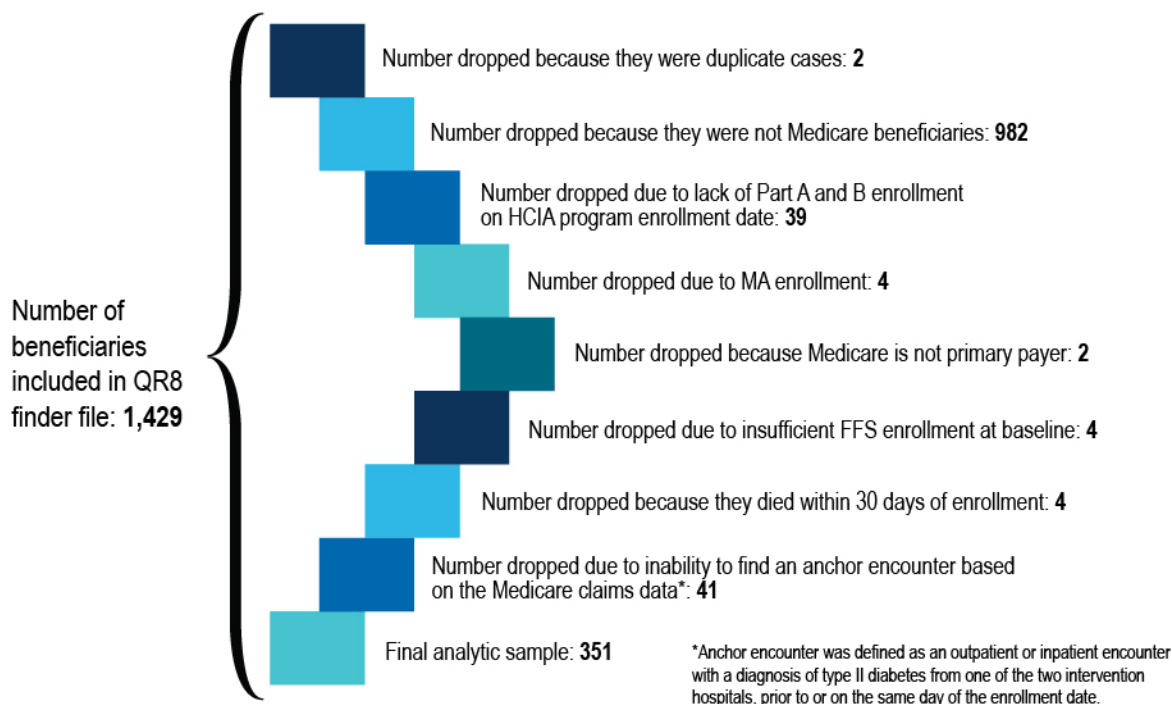 Number dropped because they were duplicate cases: 2
Number dropped because they were not Medicare beneficiaries: 982
Number dropped due to lack of Part A and B enrollment
on HCIA program enrollment date: 39
Number dropped due to MA enrollment: 4
Number of
beneficiaries
included in QR8
finder file: 1,429
Number dropped because Medicare is not primary payer: 2
Number dropped due to insufficient FFS enrollment at baseline: 4
Number dropped because they died within 30 days of enrollment: 4
Number dropped due to inability to find an anchor encounter based
on the Medicare claims data*: 41
Final analytic sample: 351
*Anchor encounter was defined as an outpatient or inpatient encounter
with a diagnosis of type II diabetes from one of the two intervention
hospitals, prior to or on the same day of the enrollment date.